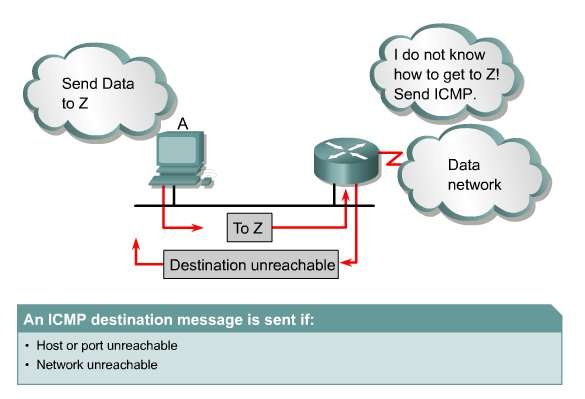 Send Data
to Z
I do not know
how to get to Z!
Send ICMP.
A
Data
network
To Z
Destination unreachable
An ICMP destination message is sent if:
• Host or port unreachable
• Network unreachable